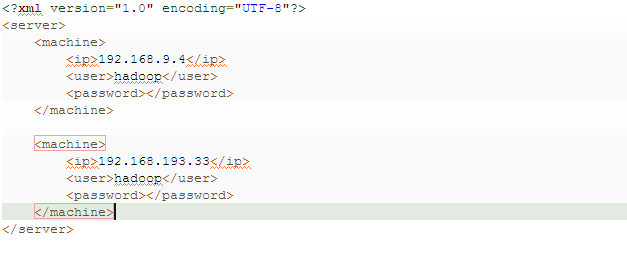 <?xml version="1.0" encoding="UTF-8"?>
<server>
    <machine>
        <ip>192.168.9.4</ip>
        <user>hadoop</user>
        <password></password>
    </machine>

    <machine>
        <ip>192.168.193.33</ip>
        <user>hadoop</user>
        <password></password>
    </machine>
</server>